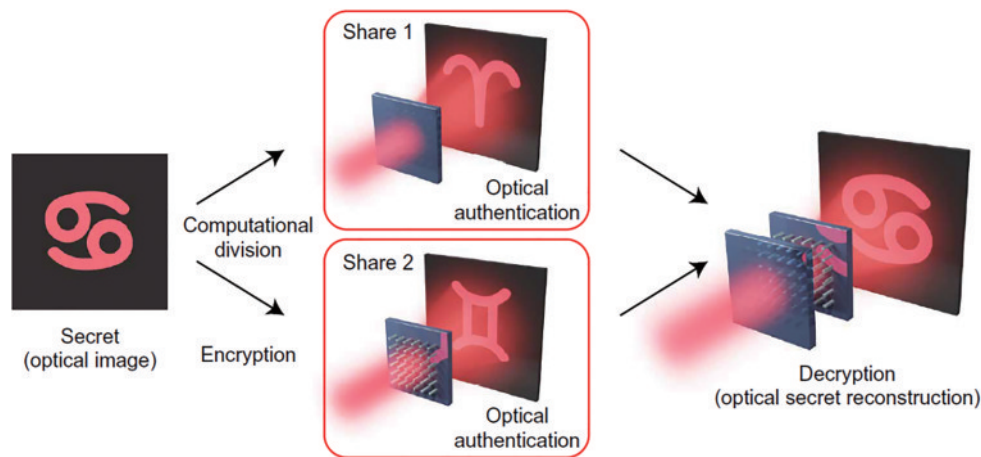 Share 1
Optical
authentication
Computational
division
Share 2
Secret
(optical image)
Encryption
Optical
authentication
Decryption
(optical secret reconstruction)